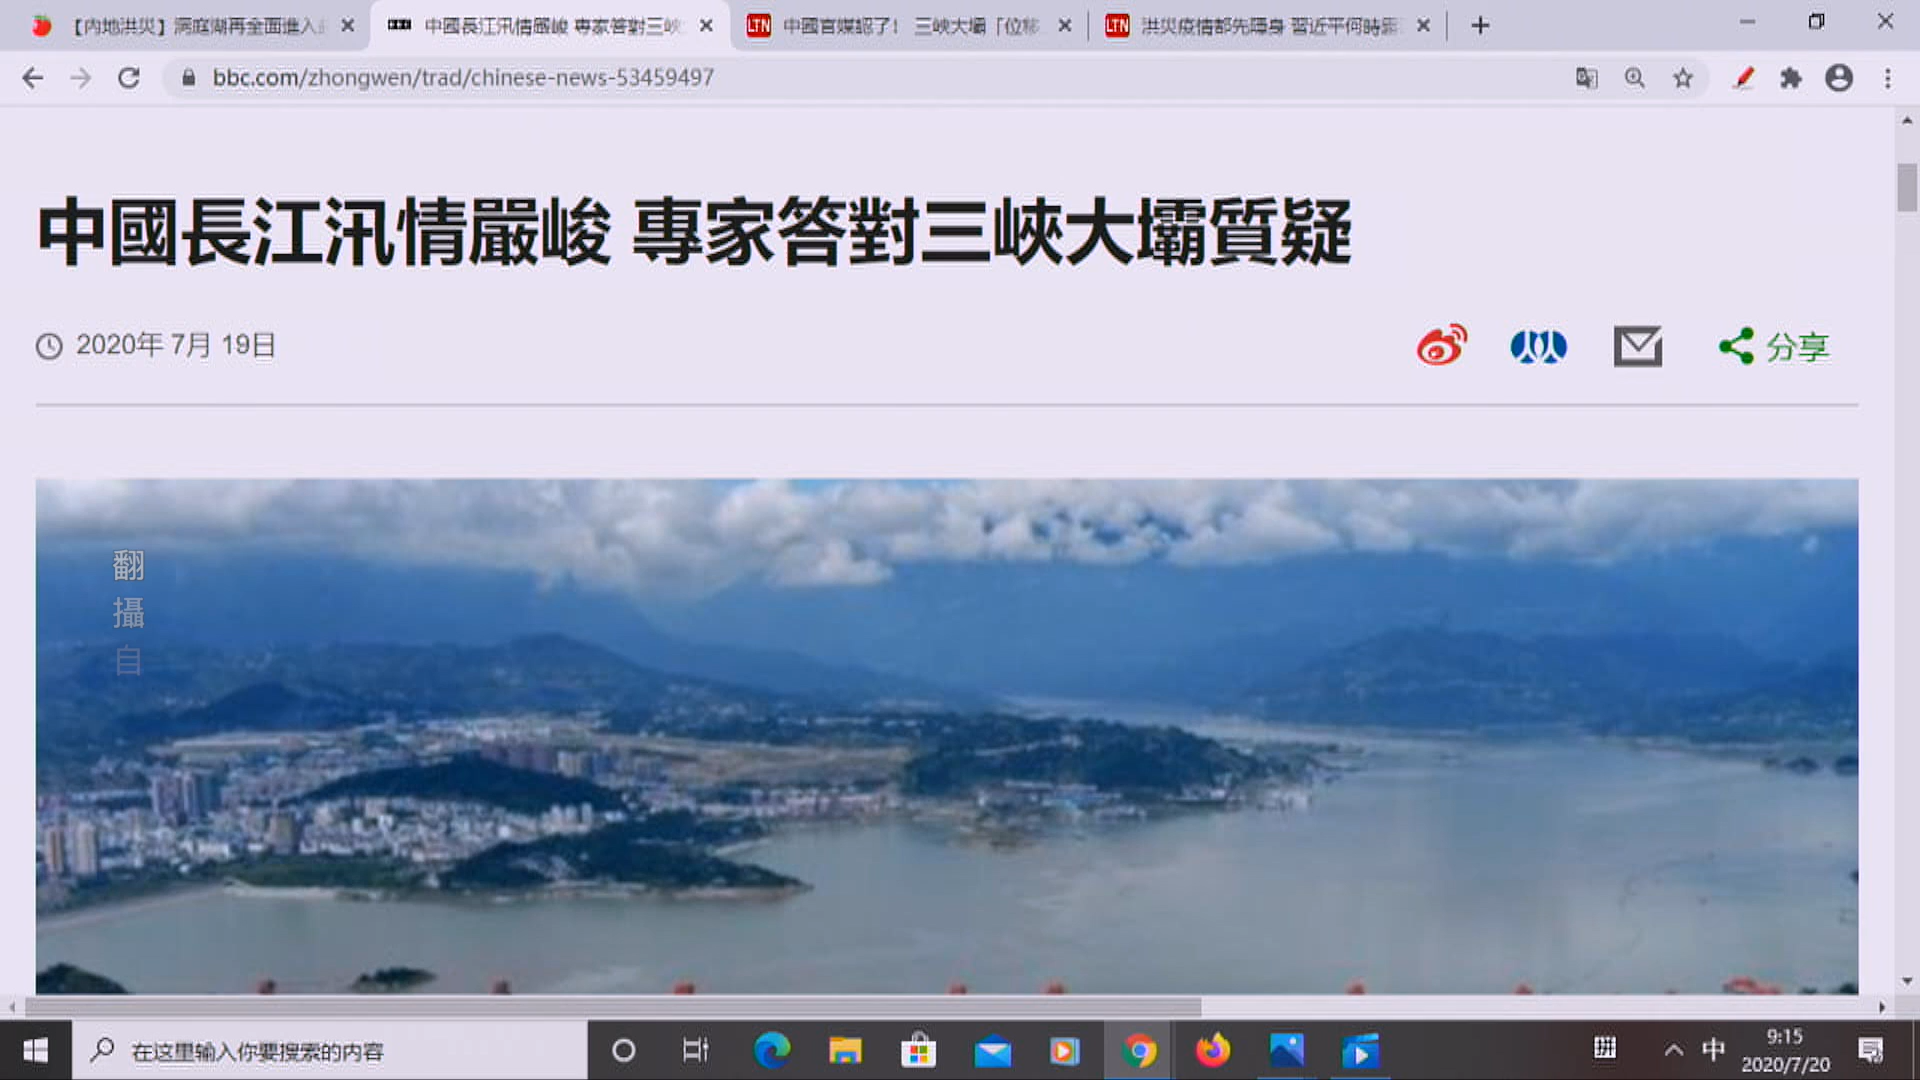 【內地洪災】洞庭湖再全面進入
中國長江汛情嚴峻 專家答對三峽
中國官媒認了! 三峽大壩「位移
洪災疫情都先隱身 習近平何時露
bbc.com/zhongwen/trad/chinese-news-53459497
中國長江汛情嚴峻 專家答對三峽大壩質疑
2020年 7月 19日
分享
翻
攝
自
在这里输入你要搜索的内容
拼
中
9:15
2020/7/20